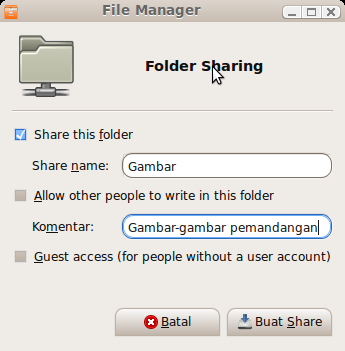 File Manager
Folder Sharing
Share this folder
Share name: Gambar
Allow other people to write in this folder
Komentar: Gambar-gambar pemandangan
Guest access (for people without a user account)
Batal Buat Share